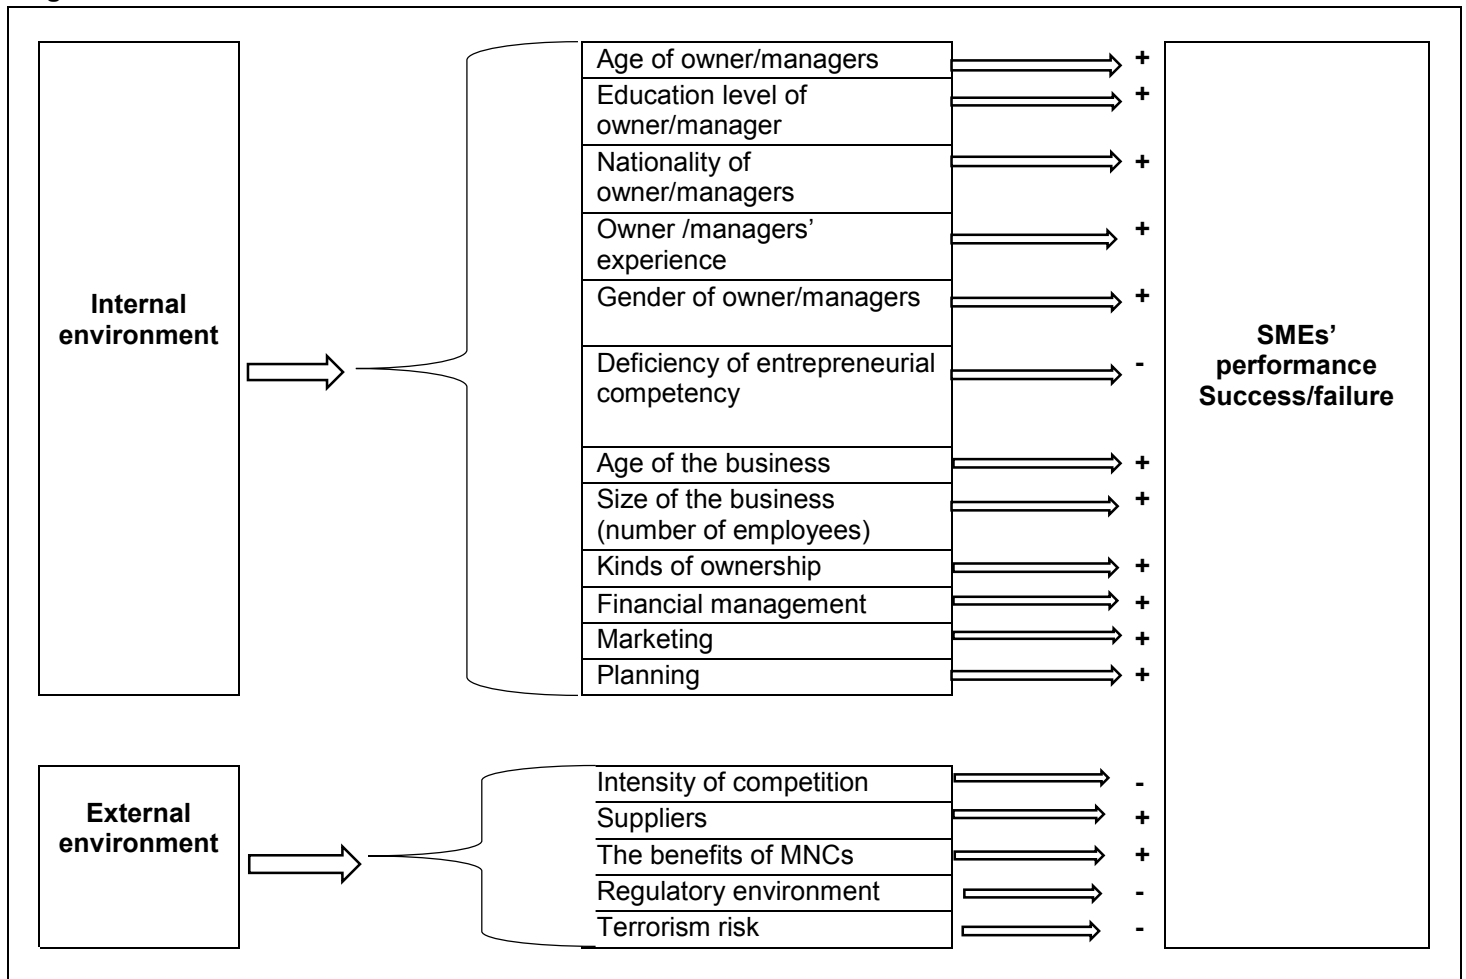 Internal
environment
Age of owner/managers +
Education level of +
owner/manager
Nationality of +
owner/managers
Owner /managers’ +
experience
Gender of owner/managers +
Deficiency of entrepreneurial -
competency
Age of the business +
Size of the business +
(number of employees)
Kinds of ownership +
Financial management +
Marketing +
Planning +
External
environment
Intensity of competition -
Suppliers +
The benefits of MNCs +
Regulatory environment -
Terrorism risk -
SMEs’
performance
Success/failure